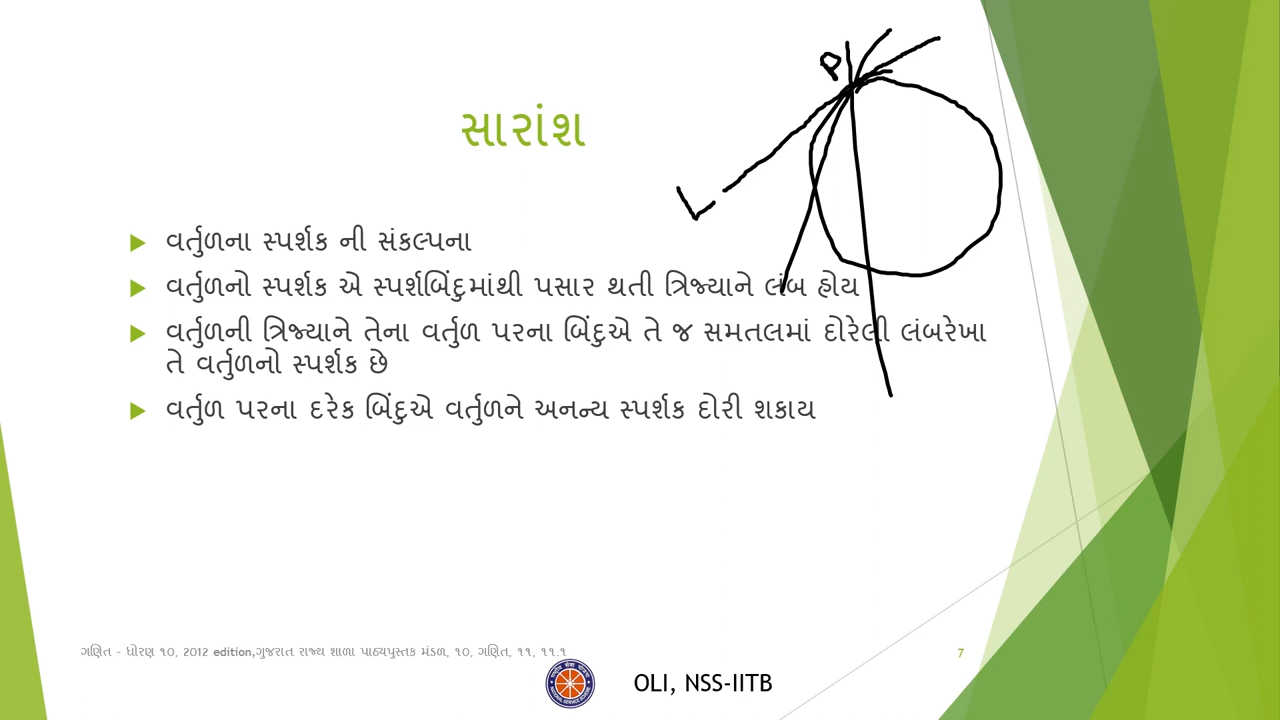 P
સારાંશ
L
વર્તુળના સ્પર્શક ની સંકલ્પના
વર્તુળનો સ્પર્શક એ સ્પર્શબિંદુમાંથી પસાર થતી ત્રિજ્યાને લંબ હોય
વર્તુળની ત્રિજ્યાને તેના વર્તુળ પરના બિંદુએ તે જ સમતલમાં દોરેલી લંબરેખા
તે વર્તુળનો સ્પર્શક છે
વર્તુળ પરના દરેક બિંદુએ વર્તુળને અનન્ય સ્પર્શક દોરી શકાય
ગણિત - ધોરણ ૧૦, 2012 edition,ગુજરાત રાજ્ય શાળા પાઠ્યપુસ્તક મંડળ, ૧૦, ગણિત, ૧૧, ૧૧.૧
7
OLI, NSS-IITB